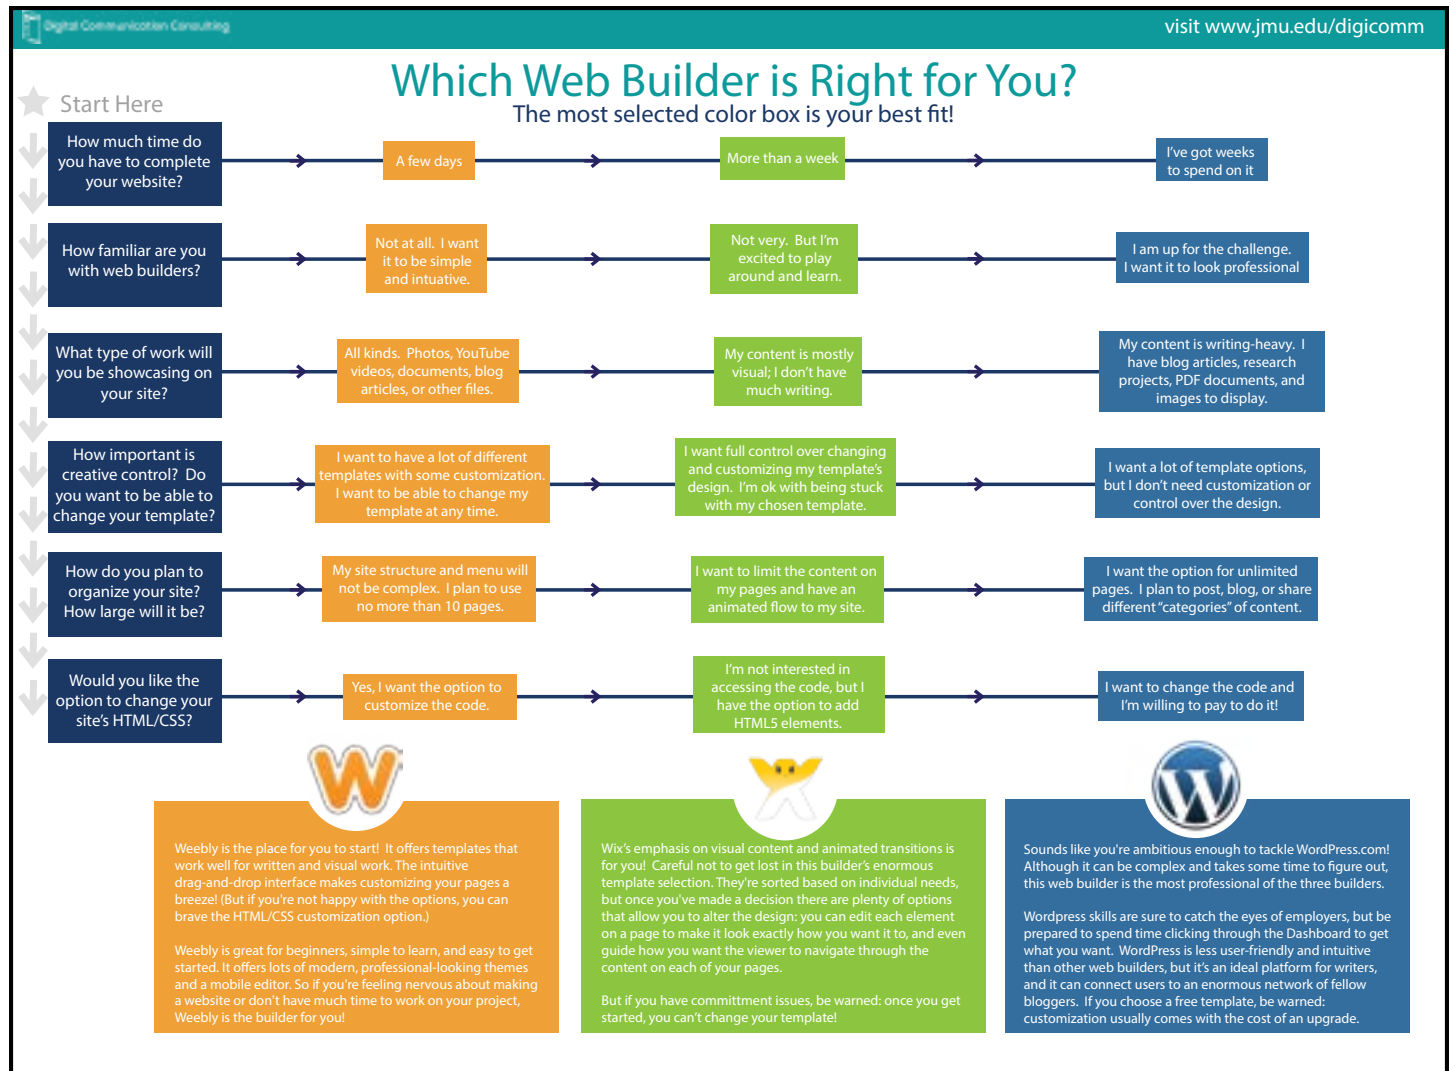 Digital Communication Consulting
visit www.jmu.edu/digicomm
Which Web Builder is Right for You?
The most selected color box is your best fit!
Start Here
How much time do
you have to complete
your website?
A few days
More than a week
I've got weeks
to spend on it
How familiar are you
with web builders?
Not at all. I want
it to be simple
and intuative.
Not very. But I'm
excited to play
around and learn.
I am up for the challenge.
I want it to look professional
What type of work will
you be showcasing on
your site?
All kinds. Photos, YouTube
videos, documents, blog
articles, or other files.
My content is mostly
visual; I don't have
much writing.
My content is writing-heavy. I
have blog articles, research
projects, PDF documents, and
images to display.
How important is
creative control? Do
you want to be able to
change your template?
I want to have a lot of different
templates with some customization.
I want to be able to change my
template at any time.
I want full control over changing
and customizing my template's
design. I'm ok with being stuck
with my chosen template.
I want a lot of template options,
but I don't need customization or
control over the design.
How do you plan to
organize your site?
How large will it be?
My site structure and menu will
not be complex. I plan to use
no more than 10 pages.
I want to limit the content on
my pages and have an
animated flow to my site.
I want the option for unlimited
pages. I plan to post, blog, or share
different "categories" of content.
Would you like the
option to change your
site's HTML/CSS?
Yes, I want the option to
customize the code.
I'm not interested in
accessing the code, but I
have the option to add
HTML5 elements.
I want to change the code and
I'm willing to pay to do it!
Weebly is the place for you to start! It offers templates that
work well for written and visual work. The intuitive
drag-and-drop interface makes customizing your pages a
breeze! (But if you're not happy with the options, you can
brave the HTML/CSS customization option.)
Weebly is great for beginners, simple to learn, and easy to get
started. It offers lots of modern, professional-looking themes
and a mobile editor. So if you're feeling nervous about making
a website or don't have much time to work on your project,
Weebly is the builder for you!
Wix's emphasis on visual content and animated transitions is
for you! Careful not to get lost in this builder's enormous
template selection. They're sorted based on individual needs,
but once you've made a decision there are plenty of options
that allow you to alter the design: you can edit each element
on a page to make it look exactly how you want it to, and even
guide how you want the viewer to navigate through the
content on each of your pages.
But if you have committment issues, be warned: once you get
started, you can't change your template!
Sounds like you're ambitious enough to tackle WordPress.com!
Although it can be complex and takes some time to figure out,
this web builder is the most professional of the three builders.
Wordpress skills are sure to catch the eyes of employers, but be
prepared to spend time clicking through the Dashboard to get
what you want. WordPress is less user-friendly and intuitive
than other web builders, but it's an ideal platform for writers,
and it can connect users to an enormous network of fellow
bloggers. If you choose a free template, be warned:
customization usually comes with the cost of an upgrade.